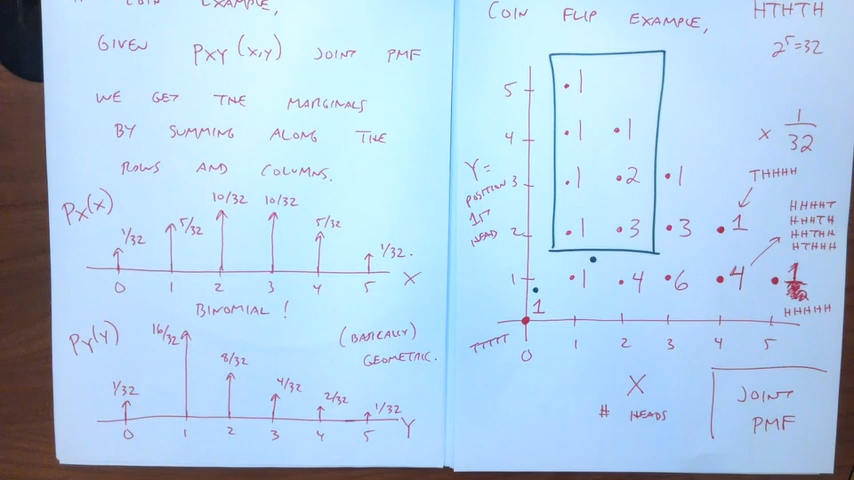 COIN EXAMPLE,
GIVEN PXY(X,Y) JOINT PMF
WE GET THE MARGINALS
BY SUMMING ALONG THE
ROWS AND COLUMNS.
PX(X)
1/32 5/32 10/32 10/32 5/32 1/32.
0 1 2 3 4 5 X
BINOMIAL!
PY(Y)
(BASICALLY)
GEOMETRIC.
1/32 16/32 8/32 4/32 2/32 1/32
0 1 2 3 4 5 Y
COIN FLIP EXAMPLE,
HTHTH
2^5=32
x 1/32
5 1
4 1 1
Y=
POSITION
1ST
HEAD
3 1 2 1
2 1 3 3 1
1 1 4 6 4 1
1
THHHH
HHHHT
HHHTH
HHTHH
HTHHH
HHHHH
TTTTT
0 1 2 3 4 5
X
# HEADS
JOINT
PMF